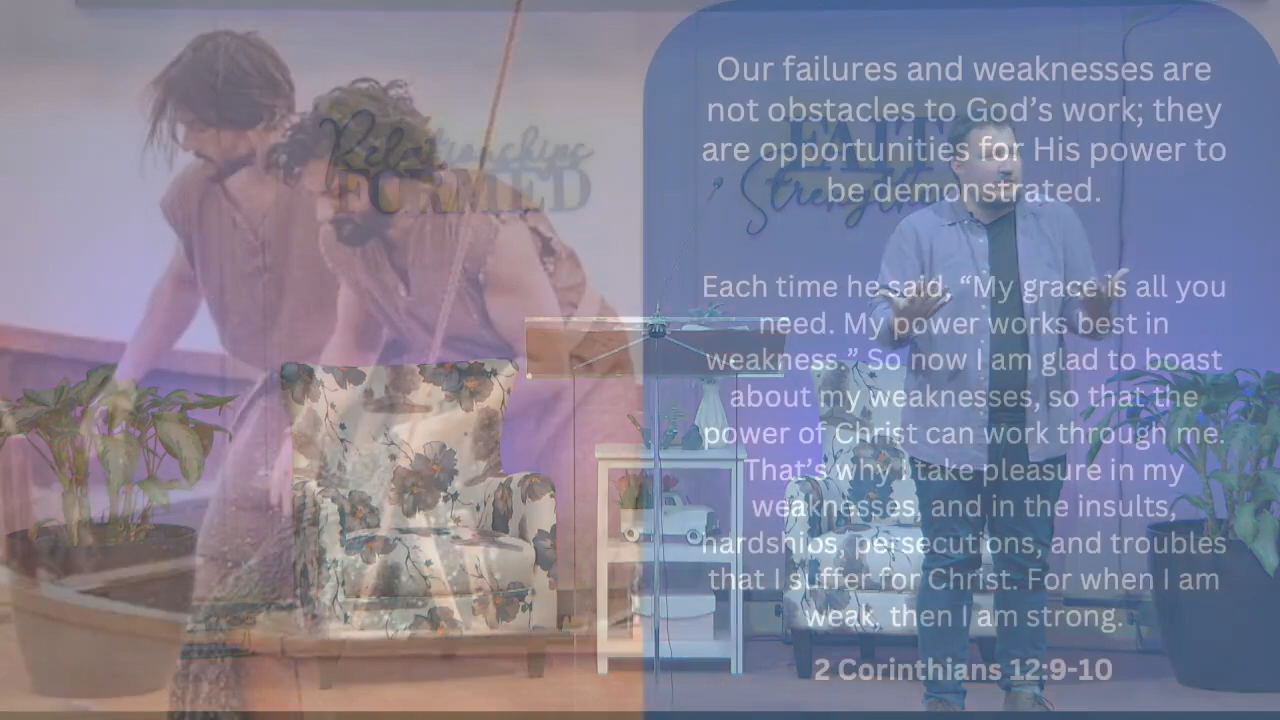 Our failures and weaknesses are
not obstacles to God’s work; they
are opportunities for His power to
be demonstrated.
Each time he said, “My grace is all you
need. My power works best in
weakness.” So now I am glad to boast
about my weaknesses, so that the
power of Christ can work through me.
That’s why I take pleasure in my
weaknesses, and in the insults,
hardships, persecutions, and troubles
that I suffer for Christ. For when I am
weak, then I am strong.
2 Corinthians 12:9-10
Relationships
FORMED